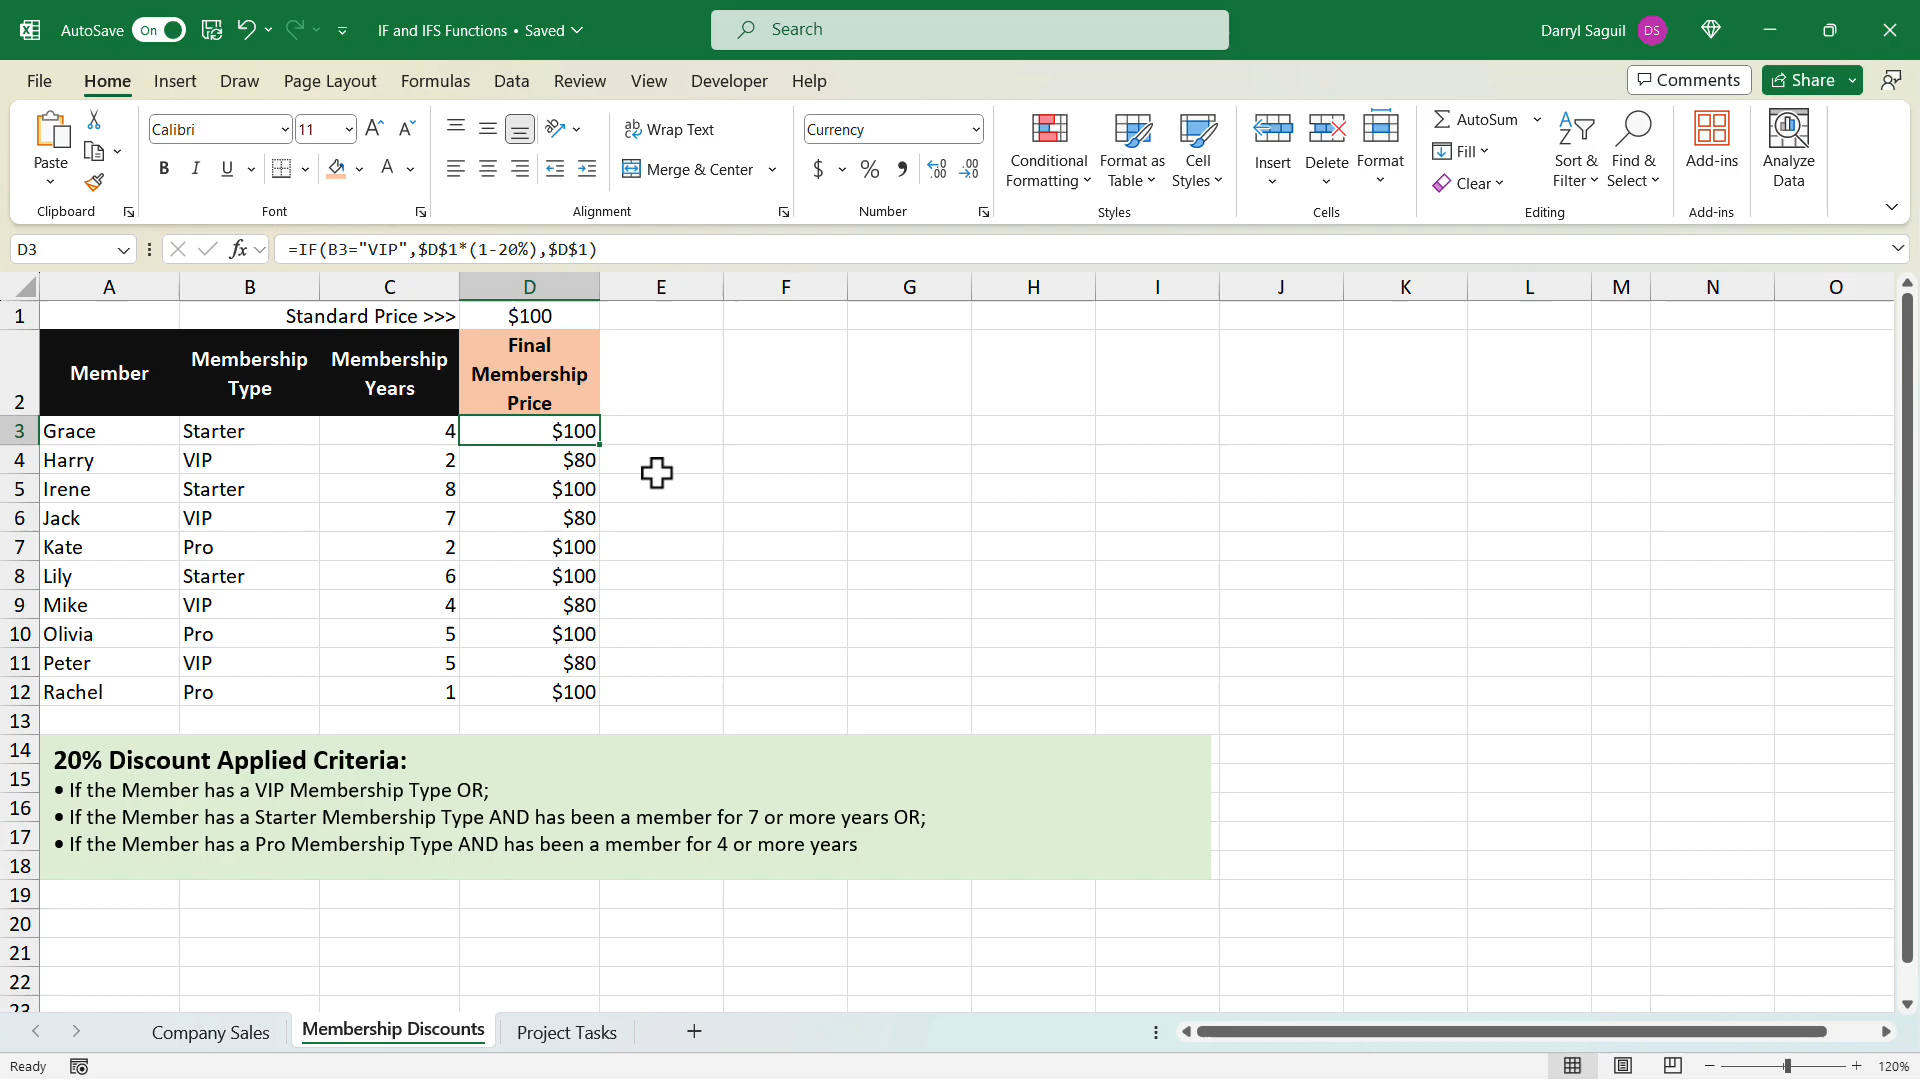 AutoSave On IF and IFS Functions • Saved Search Darryl Saguil DS
File Home Insert Draw Page Layout Formulas Data Review View Developer Help Comments Share
Paste
Clipboard
Calibri 11
B I U A
Font
ab Wrap Text
Merge & Center
Alignment
Currency
$ % 9 .00
Number
Conditional Formatting
Format as Table
Cell Styles
Styles
Insert
Delete
Format
Cells
AutoSum
Fill
Clear
Sort & Filter
Find & Select
Editing
Add-ins
Add-ins
Analyze Data
D3 fx =IF(B3="VIP",$D$1*(1-20%),$D$1)
A B C D E F G H I J K L M N O
1 Standard Price >>> $100
2 Member Membership Type Membership Years Final Membership Price
3 Grace Starter 4 $100
4 Harry VIP 2 $80
5 Irene Starter 8 $100
6 Jack VIP 7 $80
7 Kate Pro 2 $100
8 Lily Starter 6 $100
9 Mike VIP 4 $80
10 Olivia Pro 5 $100
11 Peter VIP 5 $80
12 Rachel Pro 1 $100
13
14 20% Discount Applied Criteria:
15 • If the Member has a VIP Membership Type OR;
16 • If the Member has a Starter Membership Type AND has been a member for 7 or more years OR;
17 • If the Member has a Pro Membership Type AND has been a member for 4 or more years
18
19
20
21
22
23
Company Sales Membership Discounts Project Tasks
Ready 120%